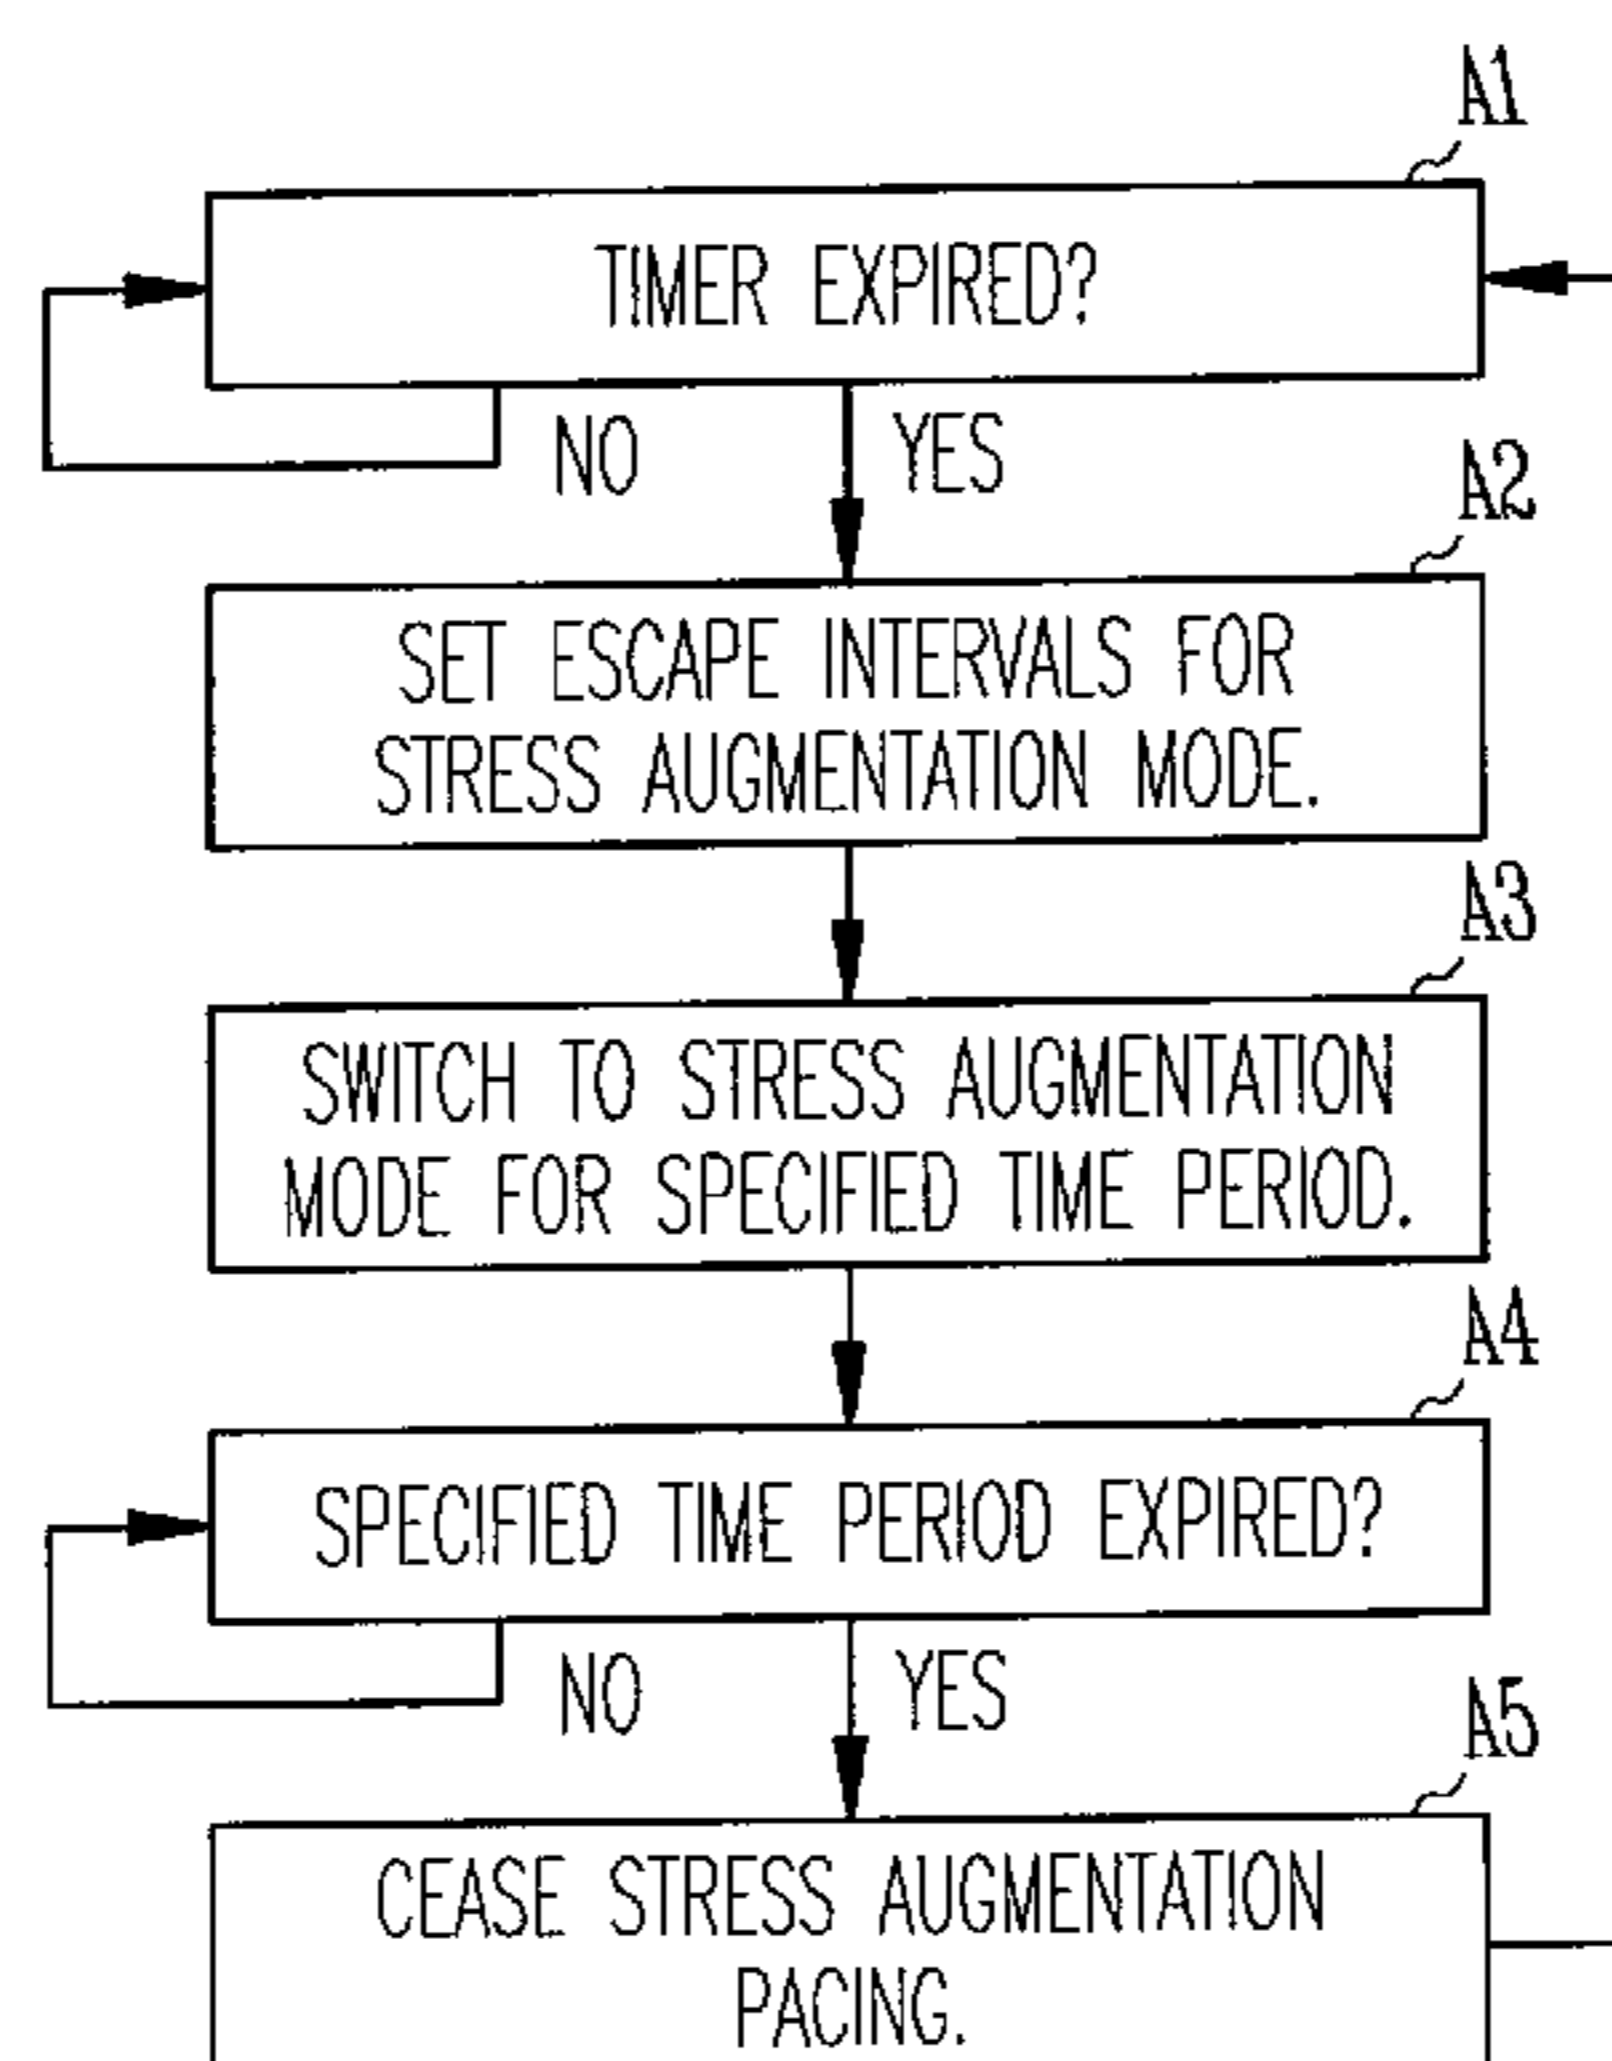 A1
TIMER EXPIRED?
NO
YES
A2
SET ESCAPE INTERVALS FOR
STRESS AUGMENTATION MODE.
A3
SWITCH TO STRESS AUGMENTATION
MODE FOR SPECIFIED TIME PERIOD.
A4
SPECIFIED TIME PERIOD EXPIRED?
NO
YES
A5
CEASE STRESS AUGMENTATION
PACING.